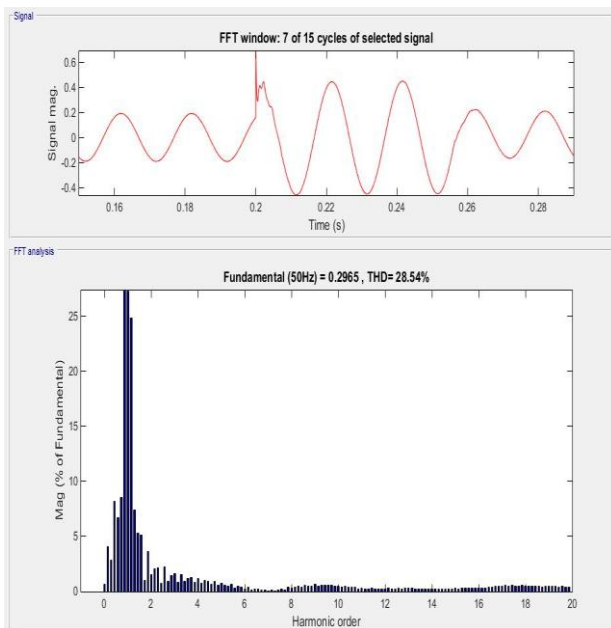 Signal
FFT window: 7 of 15 cycles of selected signal
Signal mag.
0.6
0.4
0.2
0
-0.2
-0.4
0.16 0.18 0.2 0.22 0.24 0.26 0.28
Time (s)
FFT analysis
Fundamental (50Hz) = 0.2965 , THD= 28.54%
Mag (% of Fundamental)
25
20
15
10
5
0
0 2 4 6 8 10 12 14 16 18 20
Harmonic order